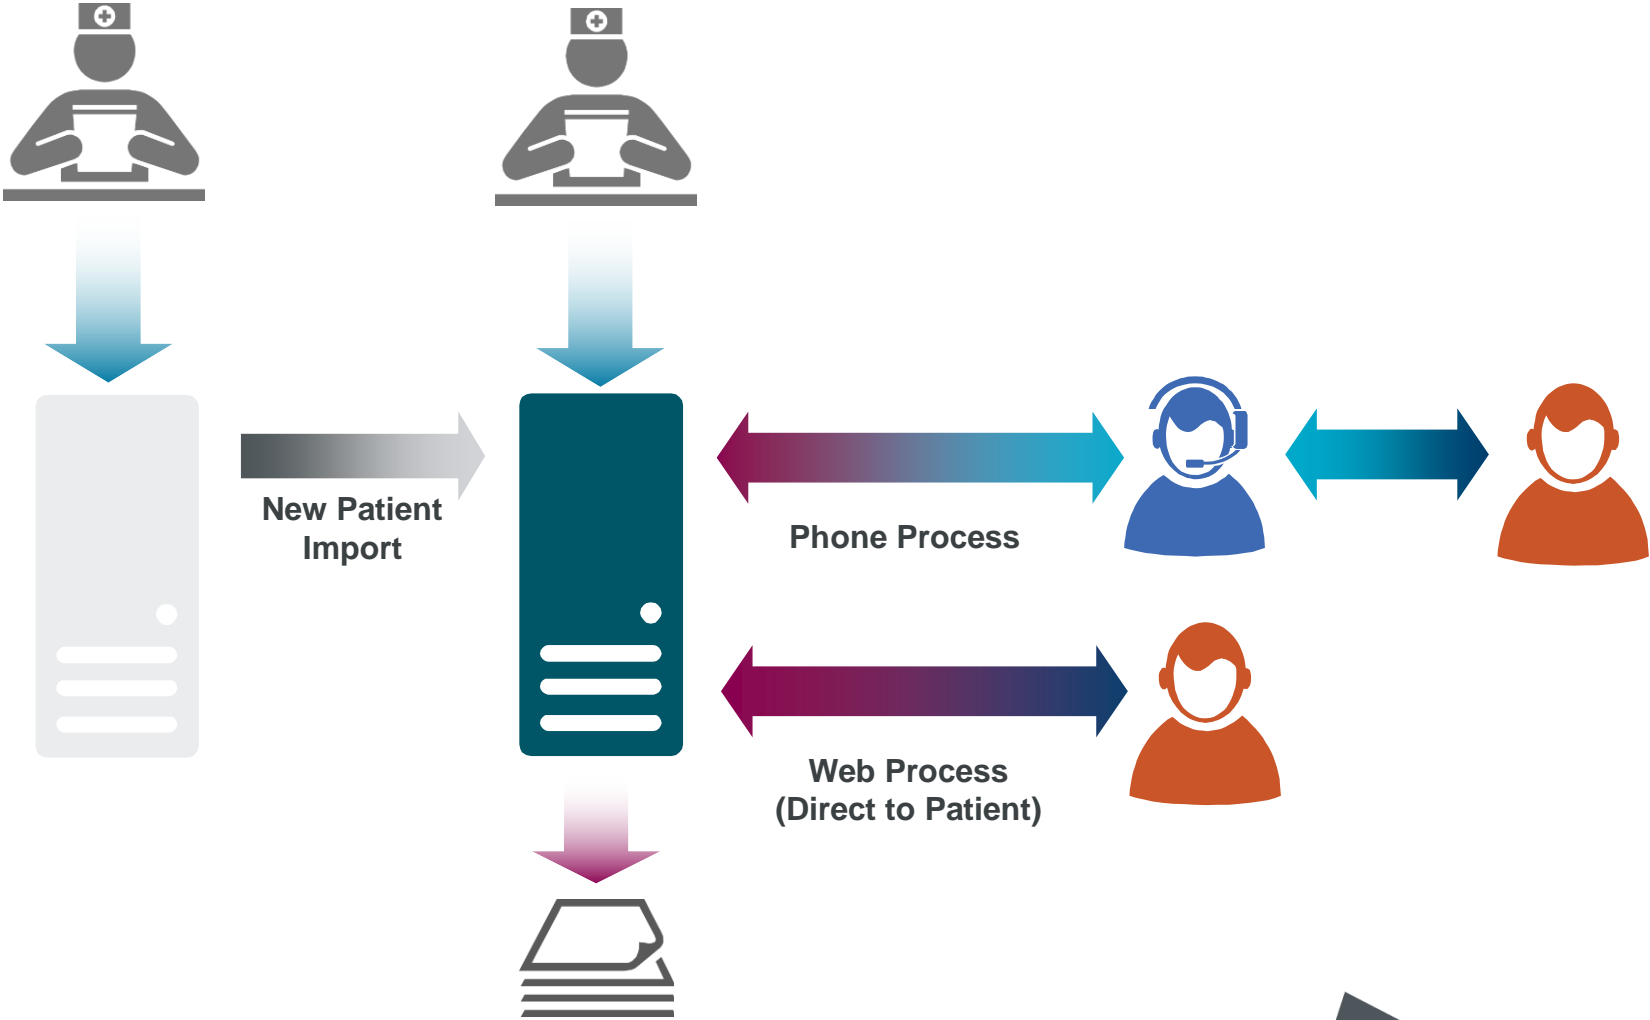 New Patient
Import
Phone Process
Web Process
(Direct to Patient)